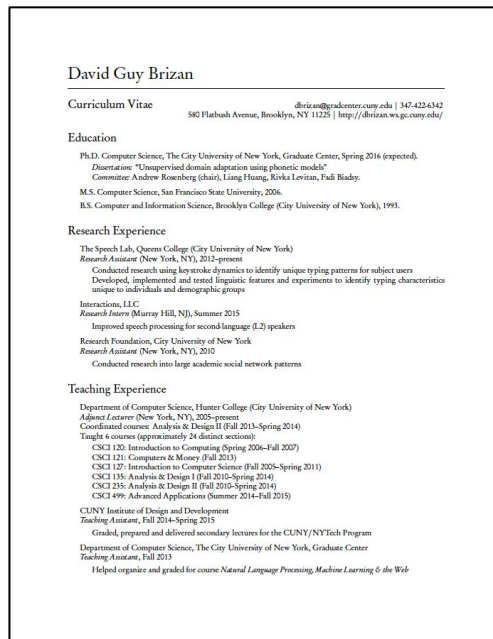 David Guy Brizan
Curriculum Vitae
dbrizan@gradcenter.cuny.edu | 347-422-6342
580 Flatbush Avenue, Brooklyn, NY 11225 | http://dbrizan.ws.gc.cuny.edu/
Education
Ph.D. Computer Science, The City University of New York, Graduate Center, Spring 2016 (expected).
Dissertation: "Unsupervised domain adaptation using phonetic models"
Committee: Andrew Rosenberg (chair), Liang Huang, Rivka Levitan, Fadi Biadsy.
M.S. Computer Science, San Francisco State University, 2006.
B.S. Computer and Information Science, Brooklyn College (City University of New York), 1993.
Research Experience
The Speech Lab, Queens College (City University of New York)
Research Assistant (New York, NY), 2012–present
Conducted research using keystroke dynamics to identify unique typing patterns for subject users
Developed, implemented and tested linguistic features and experiments to identify typing characteristics
unique to individuals and demographic groups
Interactions, LLC
Research Intern (Murray Hill, NJ), Summer 2015
Improved speech processing for second-language (L2) speakers
Research Foundation, City University of New York
Research Assistant (New York, NY), 2010
Conducted research into large academic social network patterns
Teaching Experience
Department of Computer Science, Hunter College (City University of New York)
Adjunct Lecturer (New York, NY), 2005–present
Coordinated courses: Analysis & Design II (Fall 2013–Spring 2014)
Taught 6 courses (approximately 24 distinct sections):
CSCI 120: Introduction to Computing (Spring 2006–Fall 2007)
CSCI 121: Computers & Money (Fall 2013)
CSCI 127: Introduction to Computer Science (Fall 2005–Spring 2011)
CSCI 135: Analysis & Design I (Fall 2010–Spring 2014)
CSCI 235: Analysis & Design II (Fall 2010–Spring 2014)
CSCI 499: Advanced Applications (Summer 2014–Fall 2015)
CUNY Institute of Design and Development
Teaching Assistant, Fall 2014–Spring 2015
Graded, prepared and delivered secondary lectures for the CUNY/NYTech Program
Department of Computer Science, The City University of New York, Graduate Center
Teaching Assistant, Fall 2013
Helped organize and graded for course Natural Language Processing, Machine Learning & the Web